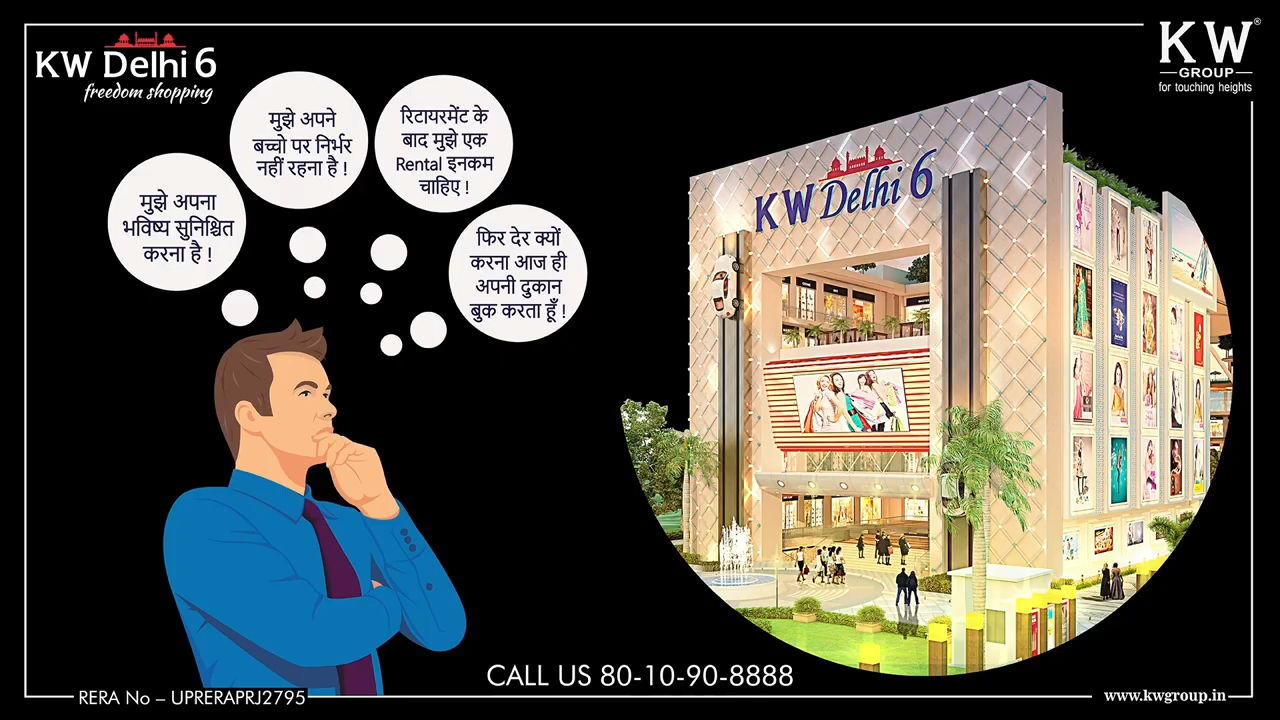 KW Delhi 6
freedom shopping
KW®
GROUP
for touching heights
मुझे अपना
भविष्य सुनिश्चित
करना है !
मुझे अपने
बच्चो पर निर्भर
नहीं रहना है !
रिटायरमेंट के
बाद मुझे एक
Rental इनकम
चाहिए !
फिर देर क्यों
करना आज ही
अपनी दुकान
बुक करता हूँ !
KW Delhi 6
CALL US 80-10-90-8888
RERA No – UPRERAPRJ2795
www.kwgroup.in